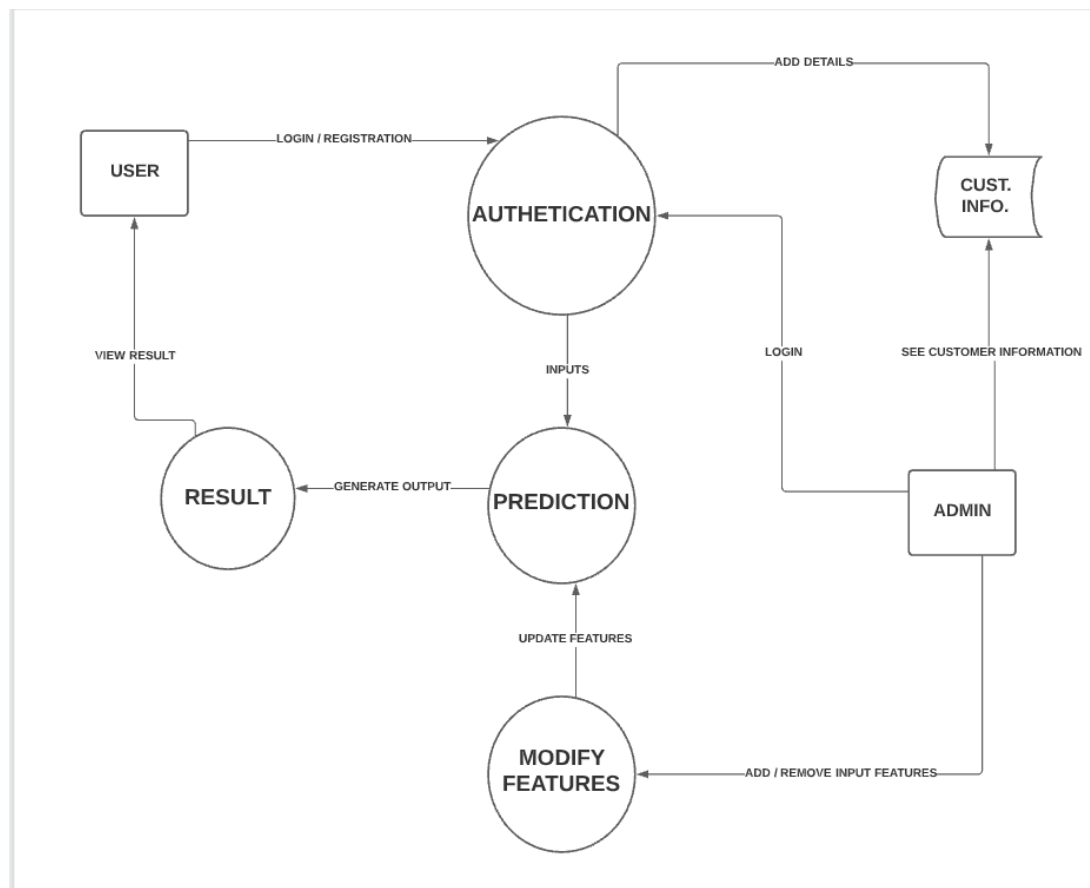 ADD DETAILS
LOGIN / REGISTRATION
USER
AUTHETICATION
CUST.
INFO.
VIEW RESULT
INPUTS
LOGIN
SEE CUSTOMER INFORMATION
RESULT
GENERATE OUTPUT
PREDICTION
ADMIN
UPDATE FEATURES
MODIFY
FEATURES
ADD / REMOVE INPUT FEATURES